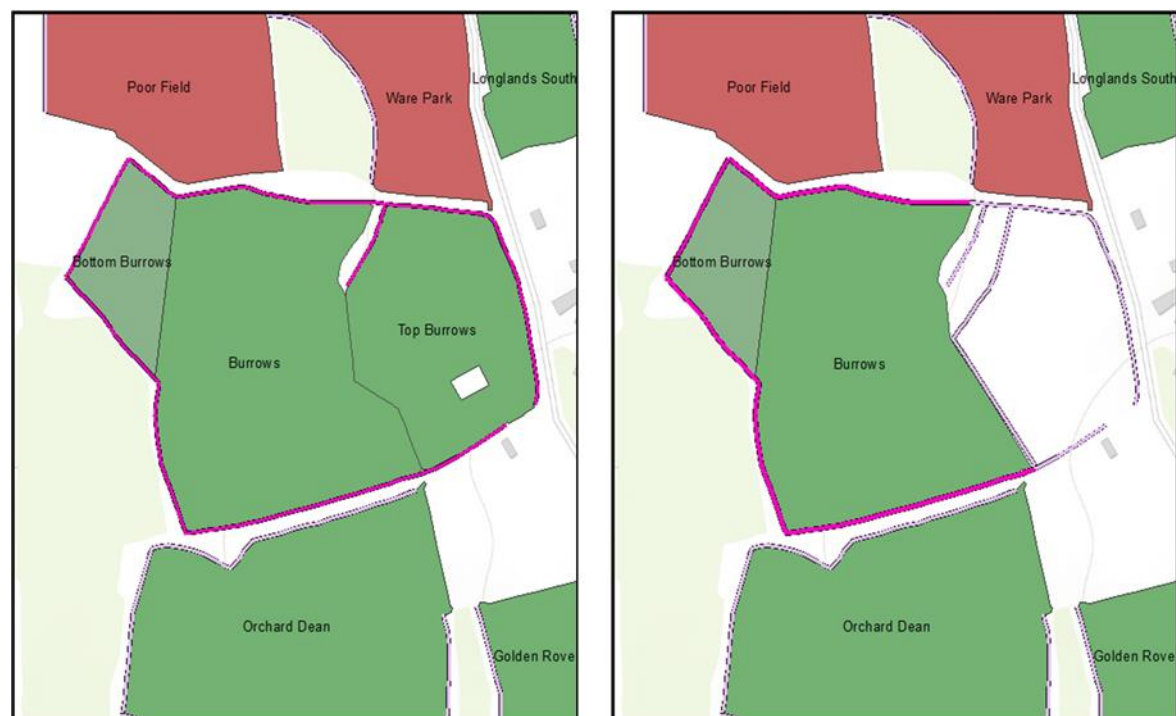 Poor Field
Ware Park
Longlands South
Bottom Burrows
Burrows
Top Burrows
Orchard Dean
Golden Rove
Poor Field
Ware Park
Longlands South
Bottom Burrows
Burrows
Orchard Dean
Golden Rove